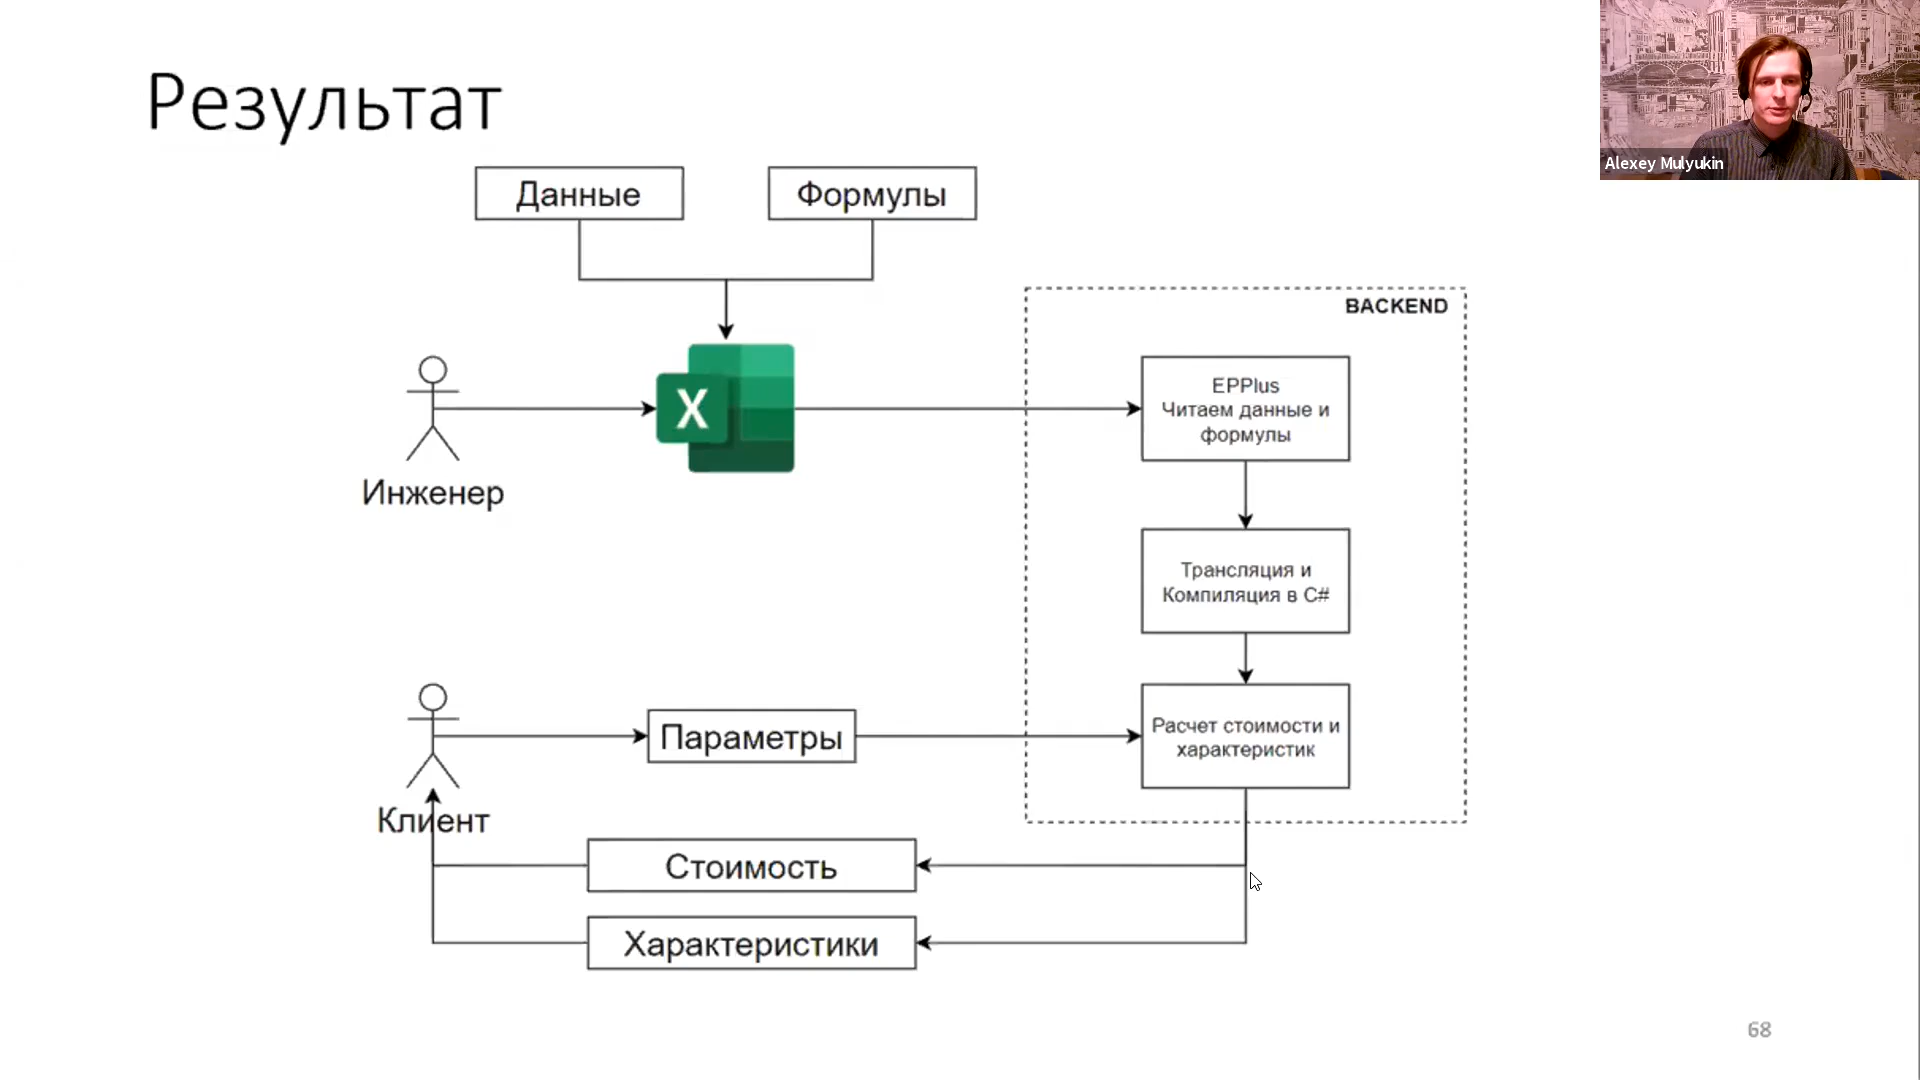 Результат
Alexey Mulyukin
Данные
Формулы
BACKEND
X
EPPlus
Читаем данные и
формулы
Инженер
Трансляция и
Компиляция в C#
Параметры
Расчет стоимости и
характеристик
Клиент
Стоимость
Характеристики
68